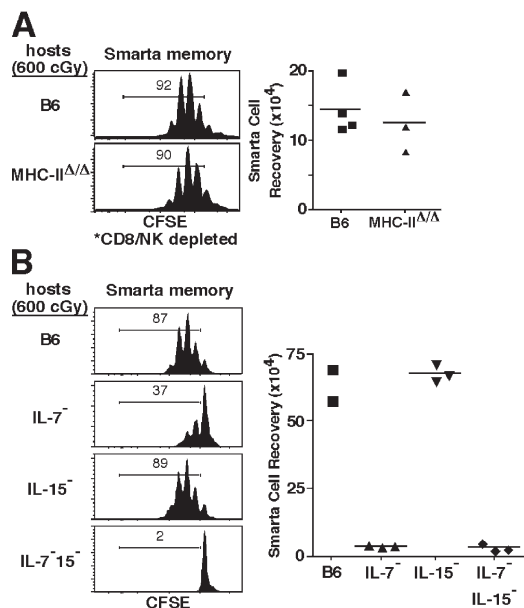 A
hosts
(600 cGy)
Smarta memory
B6
92
MHC-IIΔ/Δ
90
CFSE
*CD8/NK depleted
Smarta Cell
Recovery (x10⁴)
20
10
0
B6
MHC-IIΔ/Δ
B
hosts
(600 cGy)
Smarta memory
B6
87
IL-7⁻
37
IL-15⁻
89
IL-7⁻15⁻
2
CFSE
Smarta Cell Recovery (x10⁴)
75
50
25
0
B6 IL-7⁻ IL-15⁻ IL-7⁻
IL-15⁻